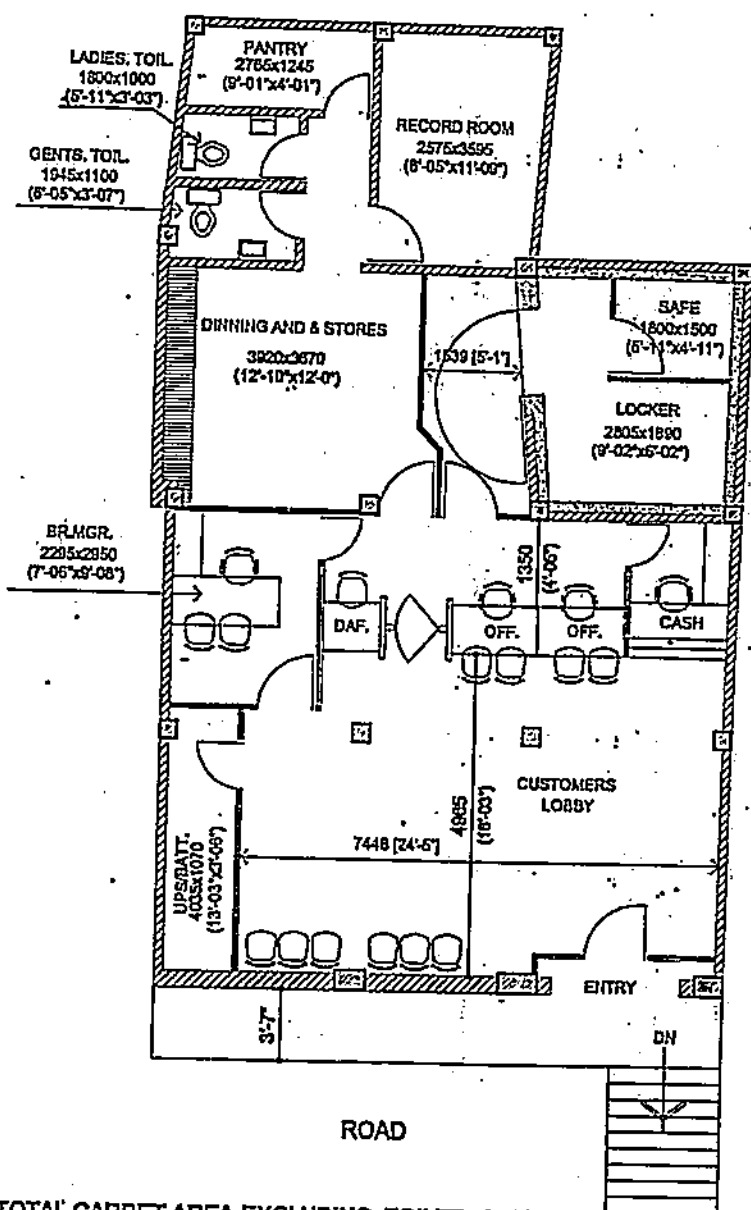 LADIES. TOIL.
1800x1000
(5'-11"x3'-03")
PANTRY
2765x1245
(9'-01"x4'-01")
GENTS. TOIL.
1945x1100
(6'-05"x3'-07")
RECORD ROOM
2575x3595
(8'-05"x11'-09")
DINNING AND & STORES
3920x3670
(12'-10"x12'-0")
1539 [5'-1"]
SAFE
1800x1500
(5'-11"x4'-11")
LOCKER
2805x1890
(9'-02"x6'-02")
BR.MGR.
2295x2950
(7'-06"x9'-08")
1350
DAF.
OFF.
OFF.
CASH
CUSTOMERS
LOBBY
4965
(16'-03")
7448 [24'-5"]
UPS/BATT.
4035x1070
(13'-03"x3'-06")
ENTRY
3'-7"
DN
ROAD